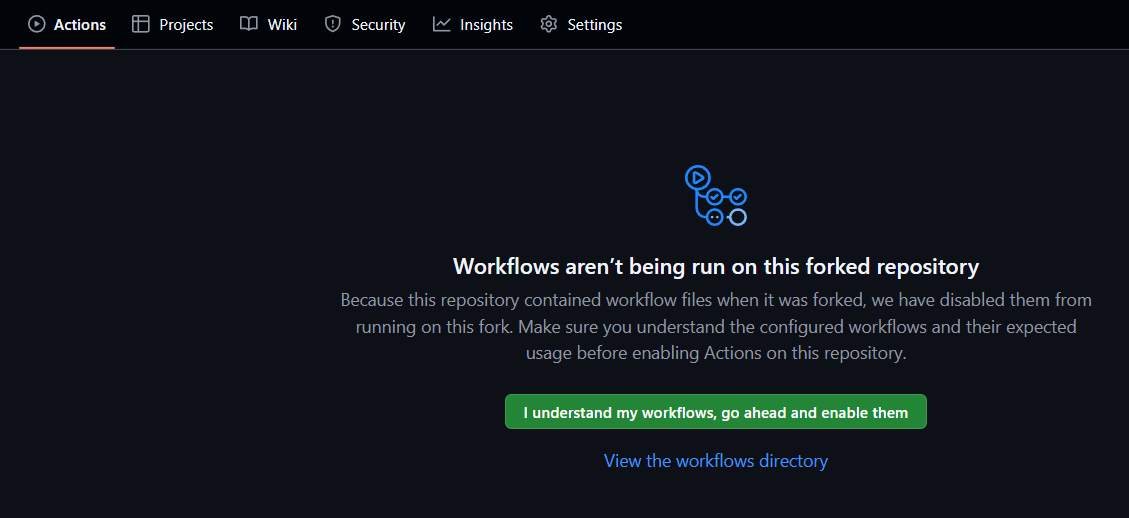 Actions Projects Wiki Security Insights Settings
Workflows aren’t being run on this forked repository
Because this repository contained workflow files when it was forked, we have disabled them from
running on this fork. Make sure you understand the configured workflows and their expected
usage before enabling Actions on this repository.
I understand my workflows, go ahead and enable them
View the workflows directory